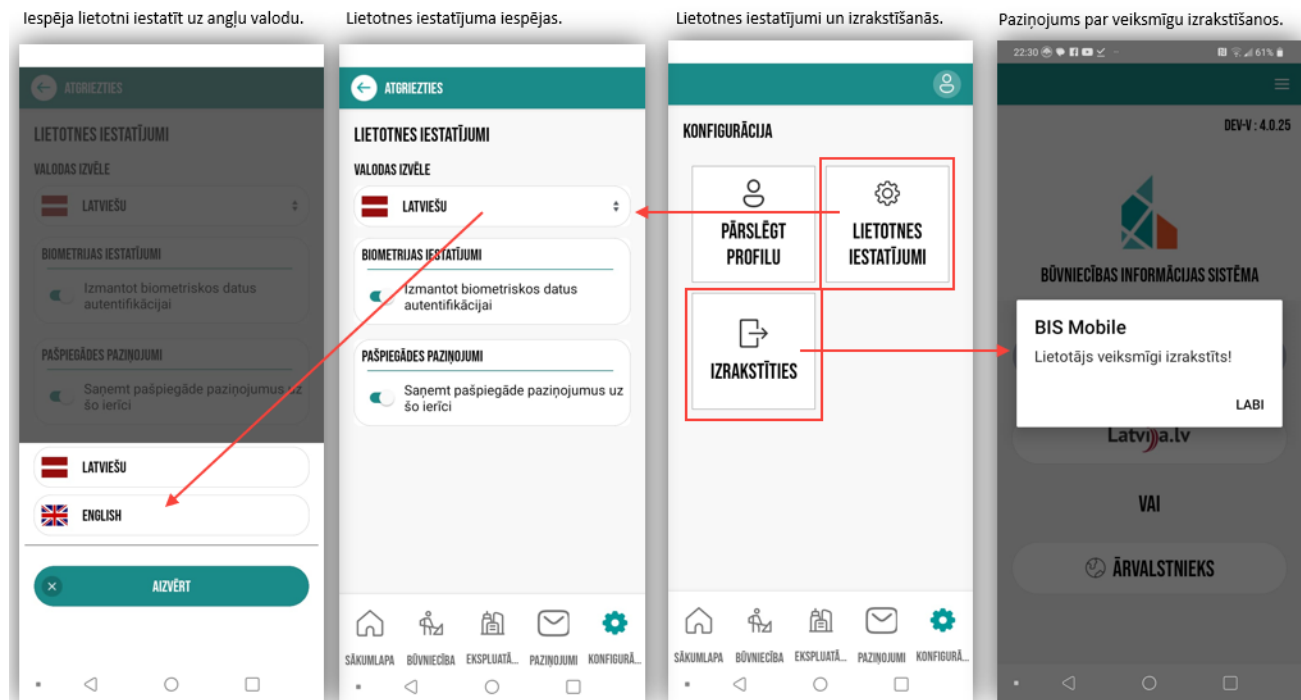 Iespēja lietotni iestatīt uz angļu valodu.
Lietotnes iestatījuma iespējas.
Lietotnes iestatījumi un izrakstīšanās.
Paziņojums par veiksmīgu izrakstīšanos.
ATGRIEZTIES
LIETOTNES IESTATĪJUMI
VALODAS IZVĒLE
LATVIEŠU
BIOMETRIJAS IESTATĪJUMI
Izmantot biometriskos datus
autentifikācijai
PAŠPIEGĀDES PAZIŅOJUMI
Saņemt pašpiegāde paziņojumus uz
šo ierīci
LATVIEŠU
ENGLISH
AIZVĒRT
ATGRIEZTIES
LIETOTNES IESTATĪJUMI
VALODAS IZVĒLE
LATVIEŠU
BIOMETRIJAS IESTATĪJUMI
Izmantot biometriskos datus
autentifikācijai
PAŠPIEGĀDES PAZIŅOJUMI
Saņemt pašpiegāde paziņojumus uz
šo ierīci
SĀKUMLAPA BŪVNIECĪBA EKSPLUATĀ... PAZIŅOJUMI KONFIGURĀ...
KONFIGURĀCIJA
PĀRSLĒGT
PROFILU
LIETOTNES
IESTATĪJUMI
IZRAKSTĪTIES
SĀKUMLAPA BŪVNIECĪBA EKSPLUATĀ... PAZIŅOJUMI KONFIGURĀ...
22:30 61%
DEV-V : 4.0.25
BŪVNIECĪBAS INFORMĀCIJAS SISTĒMA
BIS Mobile
Lietotājs veiksmīgi izrakstīts!
LABI
Latvija.lv
VAI
ĀRVALSTNIEKS